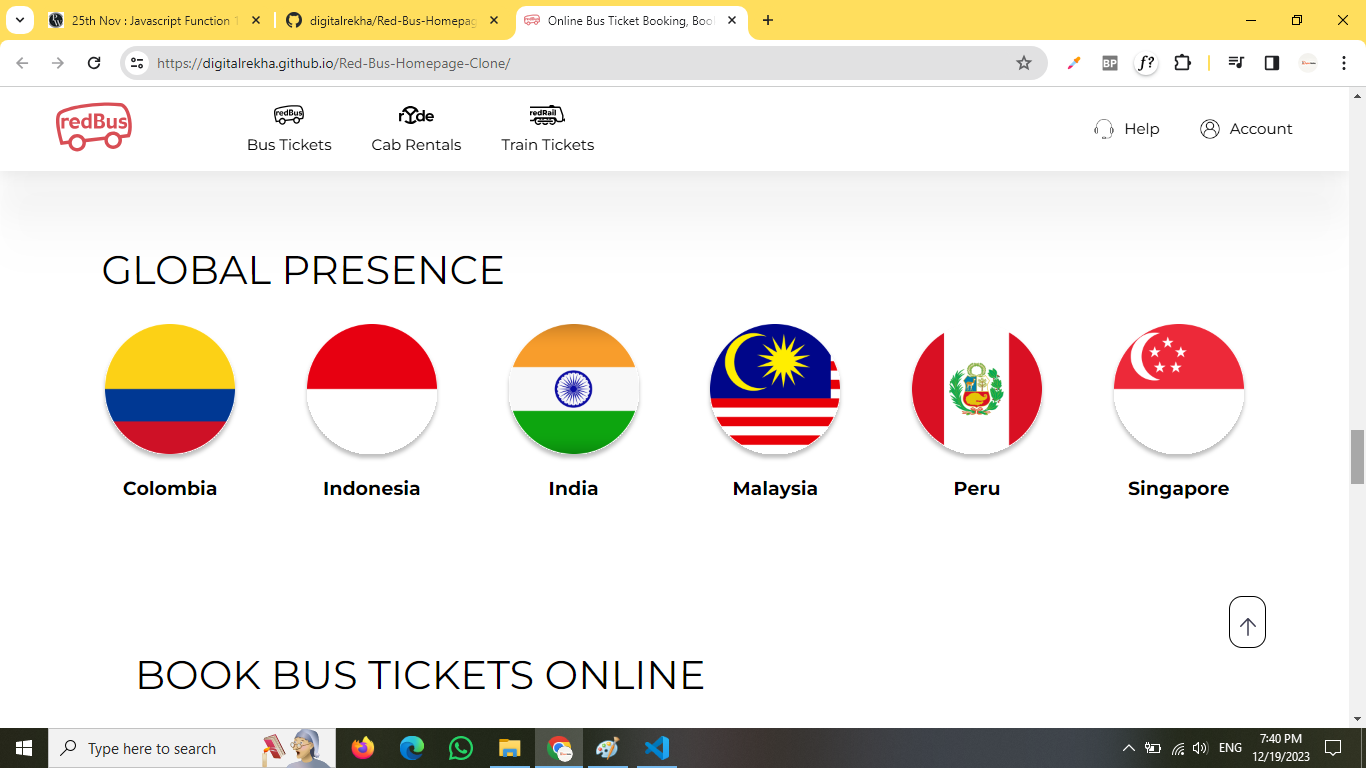 25th Nov : Javascript Function 1
digitalrekha/Red-Bus-Homepag
Online Bus Ticket Booking, Boo
https://digitalrekha.github.io/Red-Bus-Homepage-Clone/
BP
f?
redBus
redBus
Bus Tickets
ryde
Cab Rentals
redRail
Train Tickets
Help
Account
GLOBAL PRESENCE
Colombia
Indonesia
India
Malaysia
Peru
Singapore
BOOK BUS TICKETS ONLINE
Type here to search
ENG
7:40 PM
12/19/2023